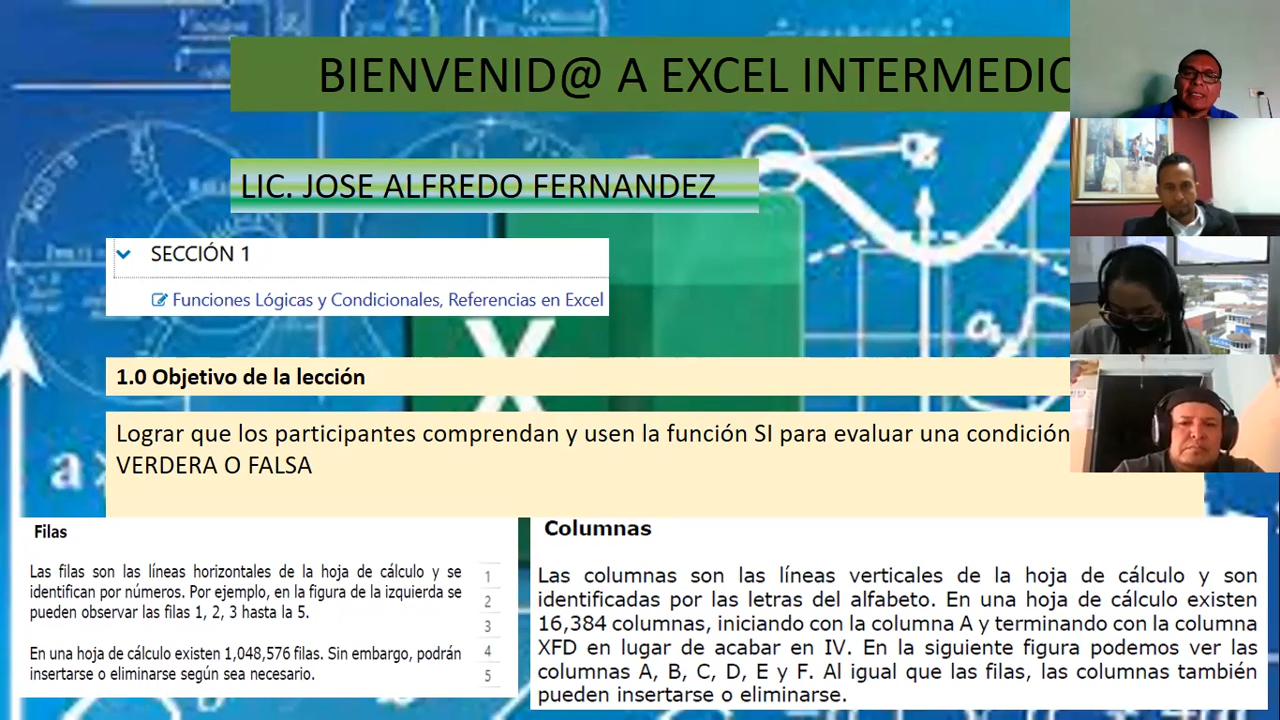 BIENVENID@ A EXCEL INTERMEDIO
LIC. JOSE ALFREDO FERNANDEZ
SECCIÓN 1
Funciones Lógicas y Condicionales, Referencias en Excel
1.0 Objetivo de la lección
Lograr que los participantes comprendan y usen la función SI para evaluar una condición
VERDERA O FALSA
Filas
Las filas son las líneas horizontales de la hoja de cálculo y se
identifican por números. Por ejemplo, en la figura de la izquierda se
pueden observar las filas 1, 2, 3 hasta la 5.
En una hoja de cálculo existen 1,048,576 filas. Sin embargo, podrán
insertarse o eliminarse según sea necesario.
1
2
3
4
5
Columnas
Las columnas son las líneas verticales de la hoja de cálculo y son
identificadas por las letras del alfabeto. En una hoja de cálculo existen
16,384 columnas, iniciando con la columna A y terminando con la columna
XFD en lugar de acabar en IV. En la siguiente figura podemos ver las
columnas A, B, C, D, E y F. Al igual que las filas, las columnas también
pueden insertarse o eliminarse.